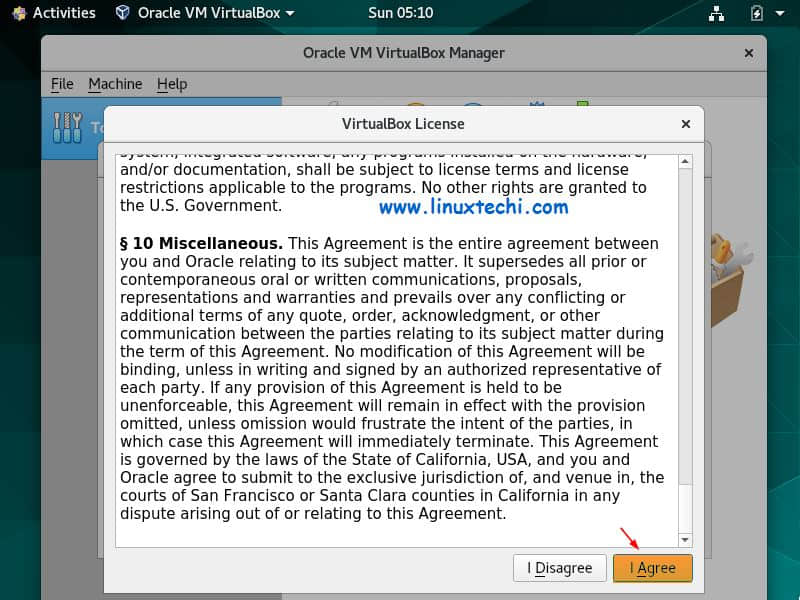 Activities Oracle VM VirtualBox Sun 05:10
Oracle VM VirtualBox Manager
File Machine Help
VirtualBox License
system, integrated software, any programs installed on the hardware,
and/or documentation, shall be subject to license terms and license
restrictions applicable to the programs. No other rights are granted to
the U.S. Government.
www.linuxtechi.com
§ 10 Miscellaneous. This Agreement is the entire agreement between
you and Oracle relating to its subject matter. It supersedes all prior or
contemporaneous oral or written communications, proposals,
representations and warranties and prevails over any conflicting or
additional terms of any quote, order, acknowledgment, or other
communication between the parties relating to its subject matter during
the term of this Agreement. No modification of this Agreement will be
binding, unless in writing and signed by an authorized representative of
each party. If any provision of this Agreement is held to be
unenforceable, this Agreement will remain in effect with the provision
omitted, unless omission would frustrate the intent of the parties, in
which case this Agreement will immediately terminate. This Agreement
is governed by the laws of the State of California, USA, and you and
Oracle agree to submit to the exclusive jurisdiction of, and venue in, the
courts of San Francisco or Santa Clara counties in California in any
dispute arising out of or relating to this Agreement.
I Disagree I Agree